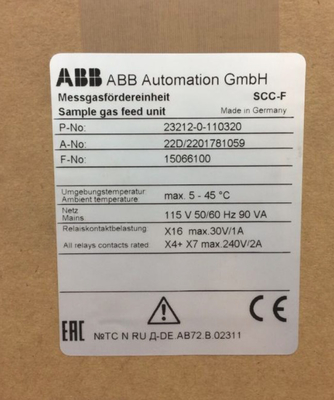 ABB ABB Automation GmbH
Messgasfördereinheit SCC-F
Sample gas feed unit Made in Germany
P-No: 23212-0-110320
A-No: 22D/2201781059
F-No: 15066100
Umgebungstemperatur
Ambient temperature max. 5 - 45 °C
Netz
Mains. 115 V 50/60 Hz 90 VA
Relaiskontaktbelastung X16 max.30V/1A
All relays contacts rated. X4+ X7 max.240V/2A
EAC №TC N RU Д-DE.AB72.B.02311 CE